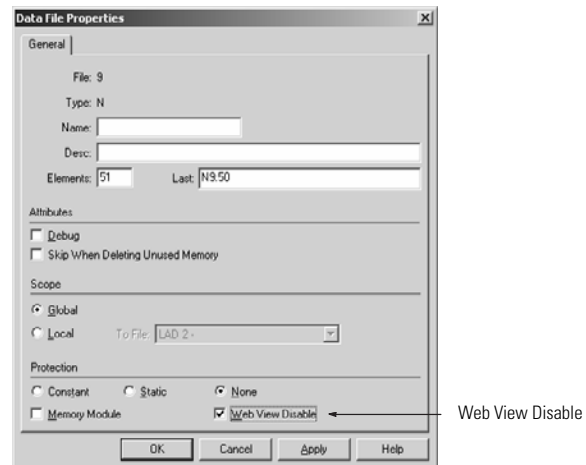 Data File Properties
General
File: 9
Type: N
Name:
Desc:
Elements: 51 Last: N9:50
Attributes
Debug
Skip When Deleting Unused Memory
Scope
Global
Local To File: LAD 2 -
Protection
Constant Static None
Memory Module Web View Disable Web View Disable
OK Cancel Apply Help